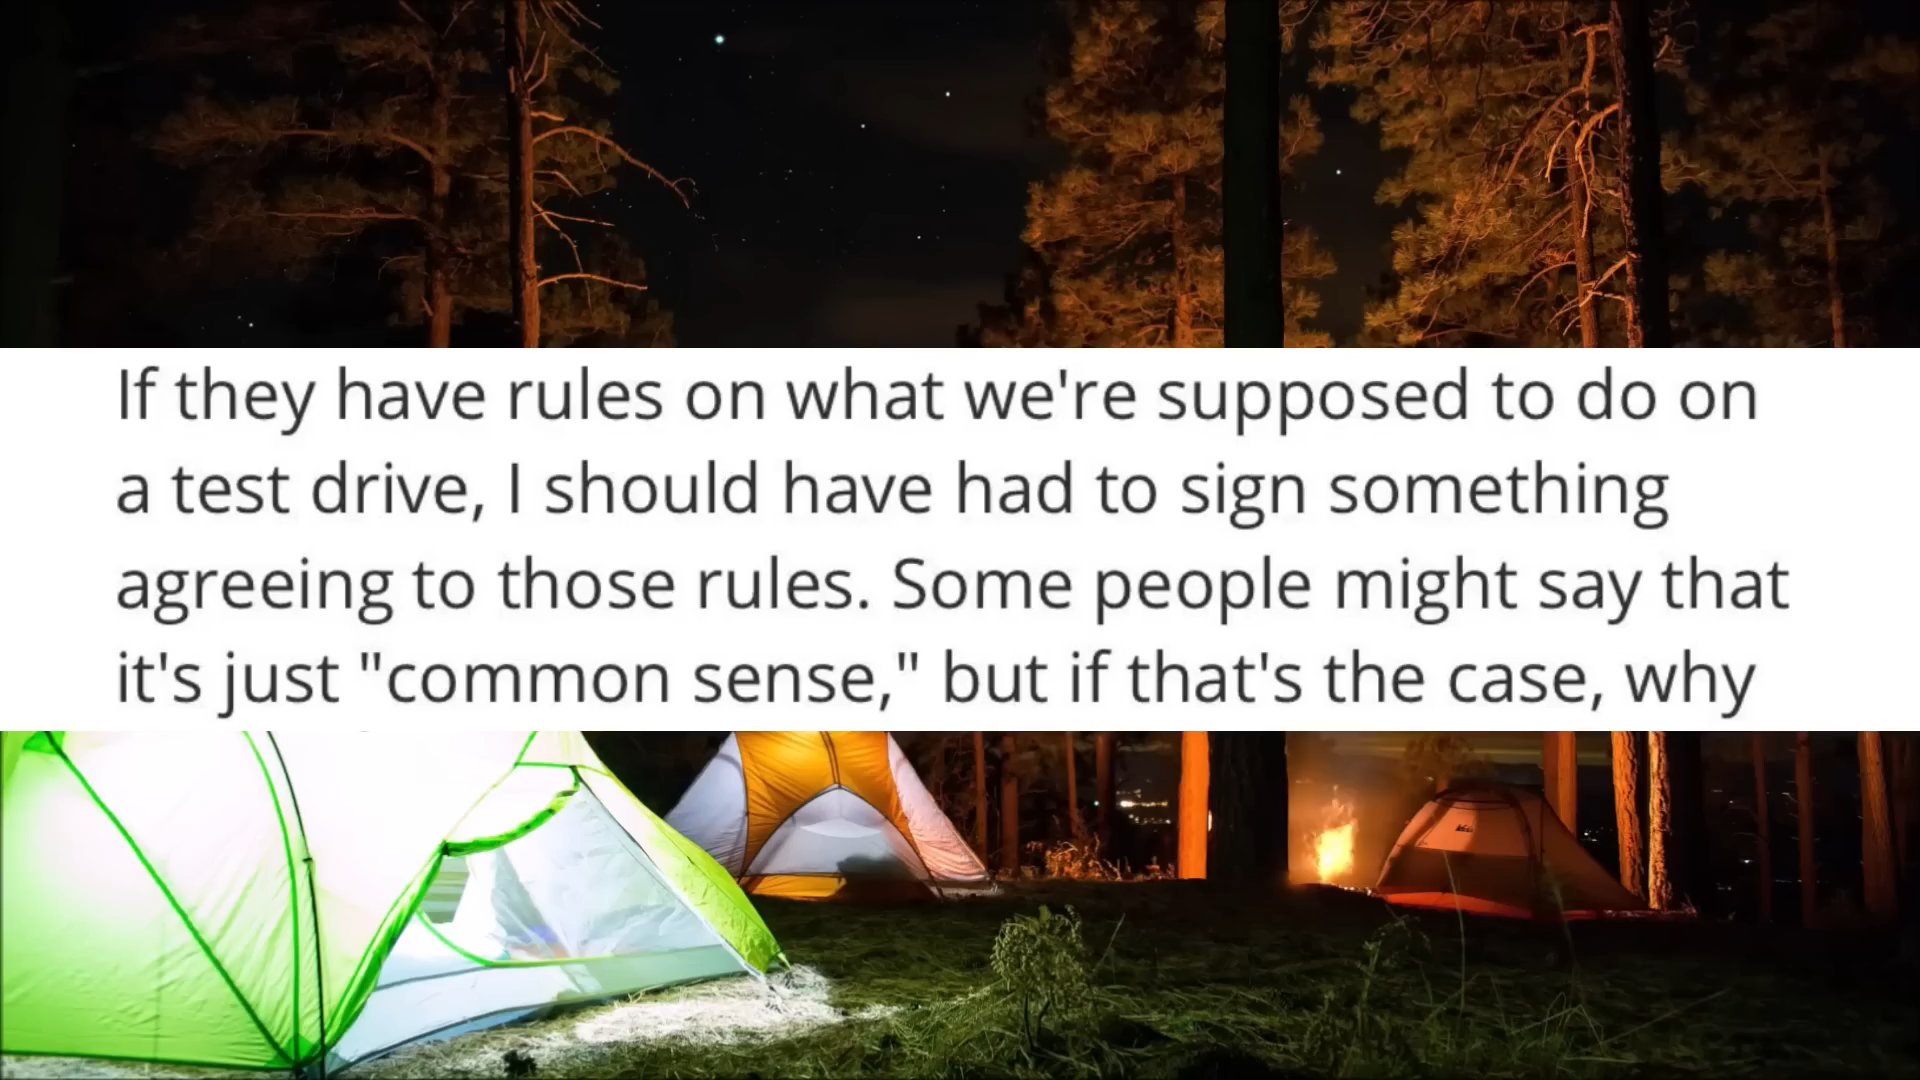 If they have rules on what we're supposed to do on
a test drive, I should have had to sign something
agreeing to those rules. Some people might say that
it's just "common sense," but if that's the case, why